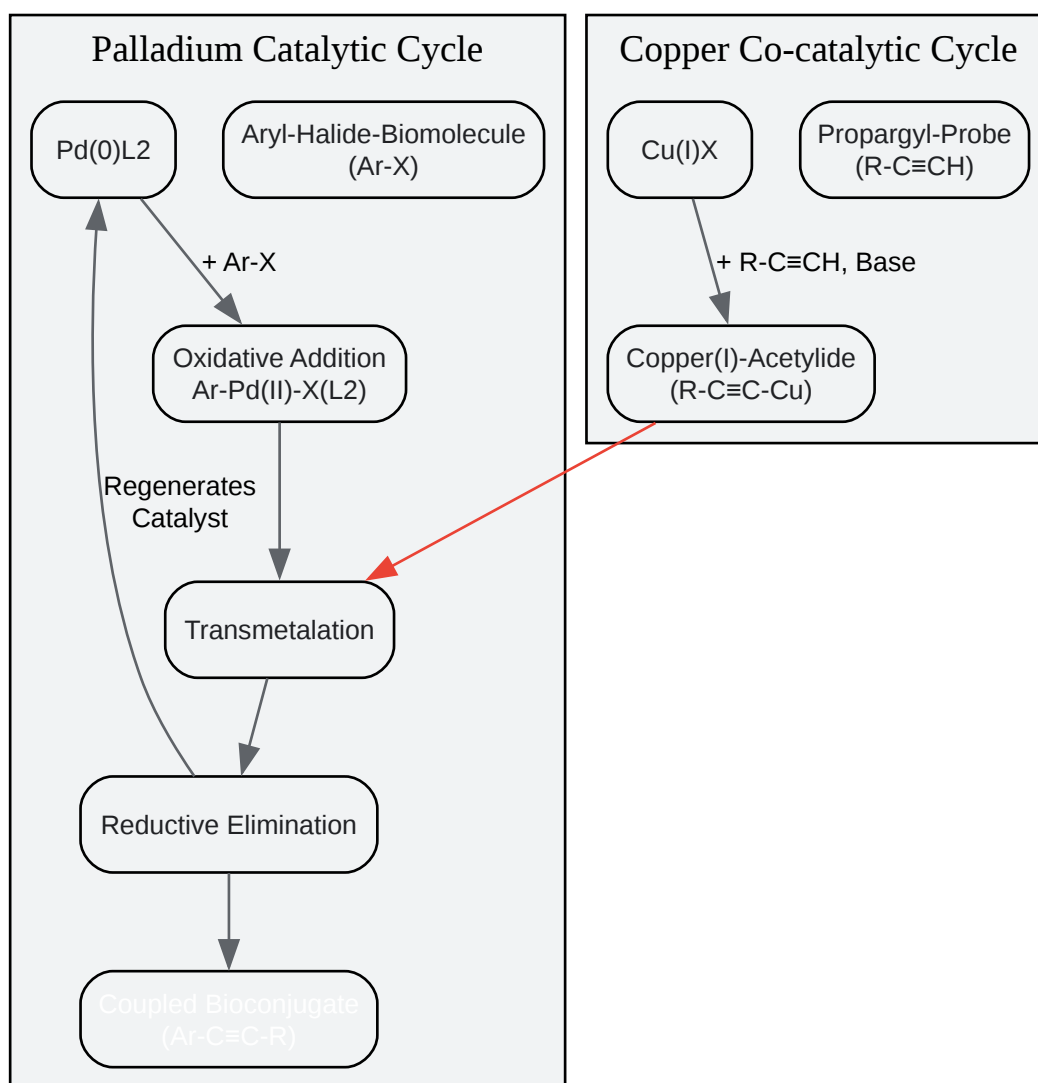 Palladium Catalytic Cycle
Pd(0)L2
Aryl-Halide-Biomolecule
(Ar-X)
+ Ar-X
Oxidative Addition
Ar-Pd(II)-X(L2)
Regenerates
Catalyst
Transmetalation
Reductive Elimination
Coupled Bioconjugate
(Ar-C≡C-R)
Copper Co-catalytic Cycle
Cu(I)X
Propargyl-Probe
(R-C≡CH)
+ R-C≡CH, Base
Copper(I)-Acetylide
(R-C≡C-Cu)